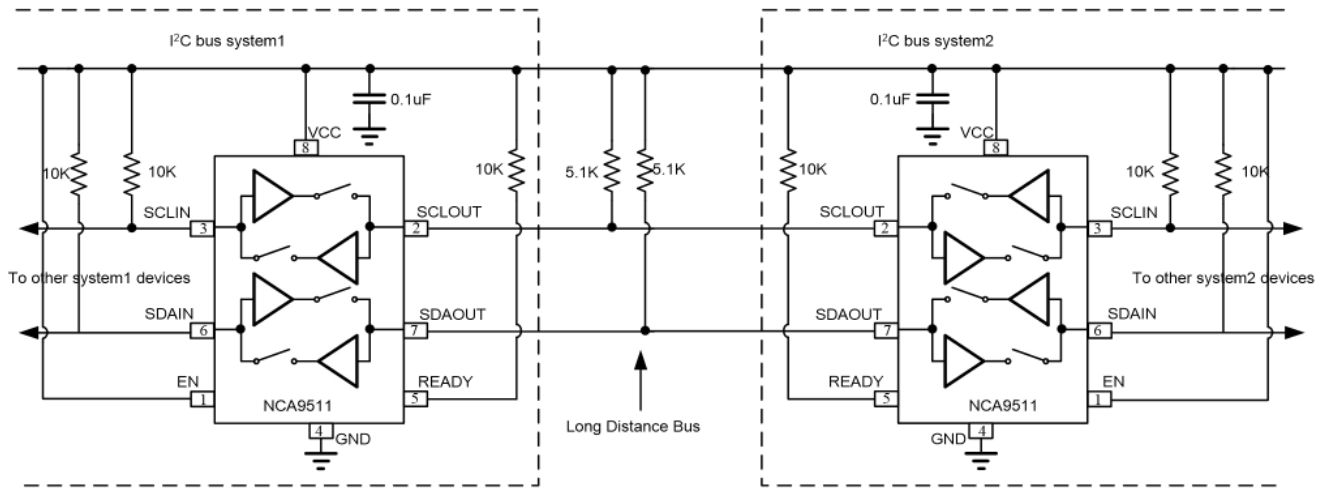 I²C bus system1
I²C bus system2
0.1uF
0.1uF
VCC
8
VCC
8
10K
10K
10K
5.1K
5.1K
10K
10K
10K
SCLIN
3
SCLOUT
2
SCLOUT
2
SCLIN
3
To other system1 devices
To other system2 devices
SDAIN
6
SDAOUT
7
SDAOUT
7
SDAIN
6
EN
1
READY
5
READY
5
EN
1
NCA9511
NCA9511
Long Distance Bus
4
GND
GND
4